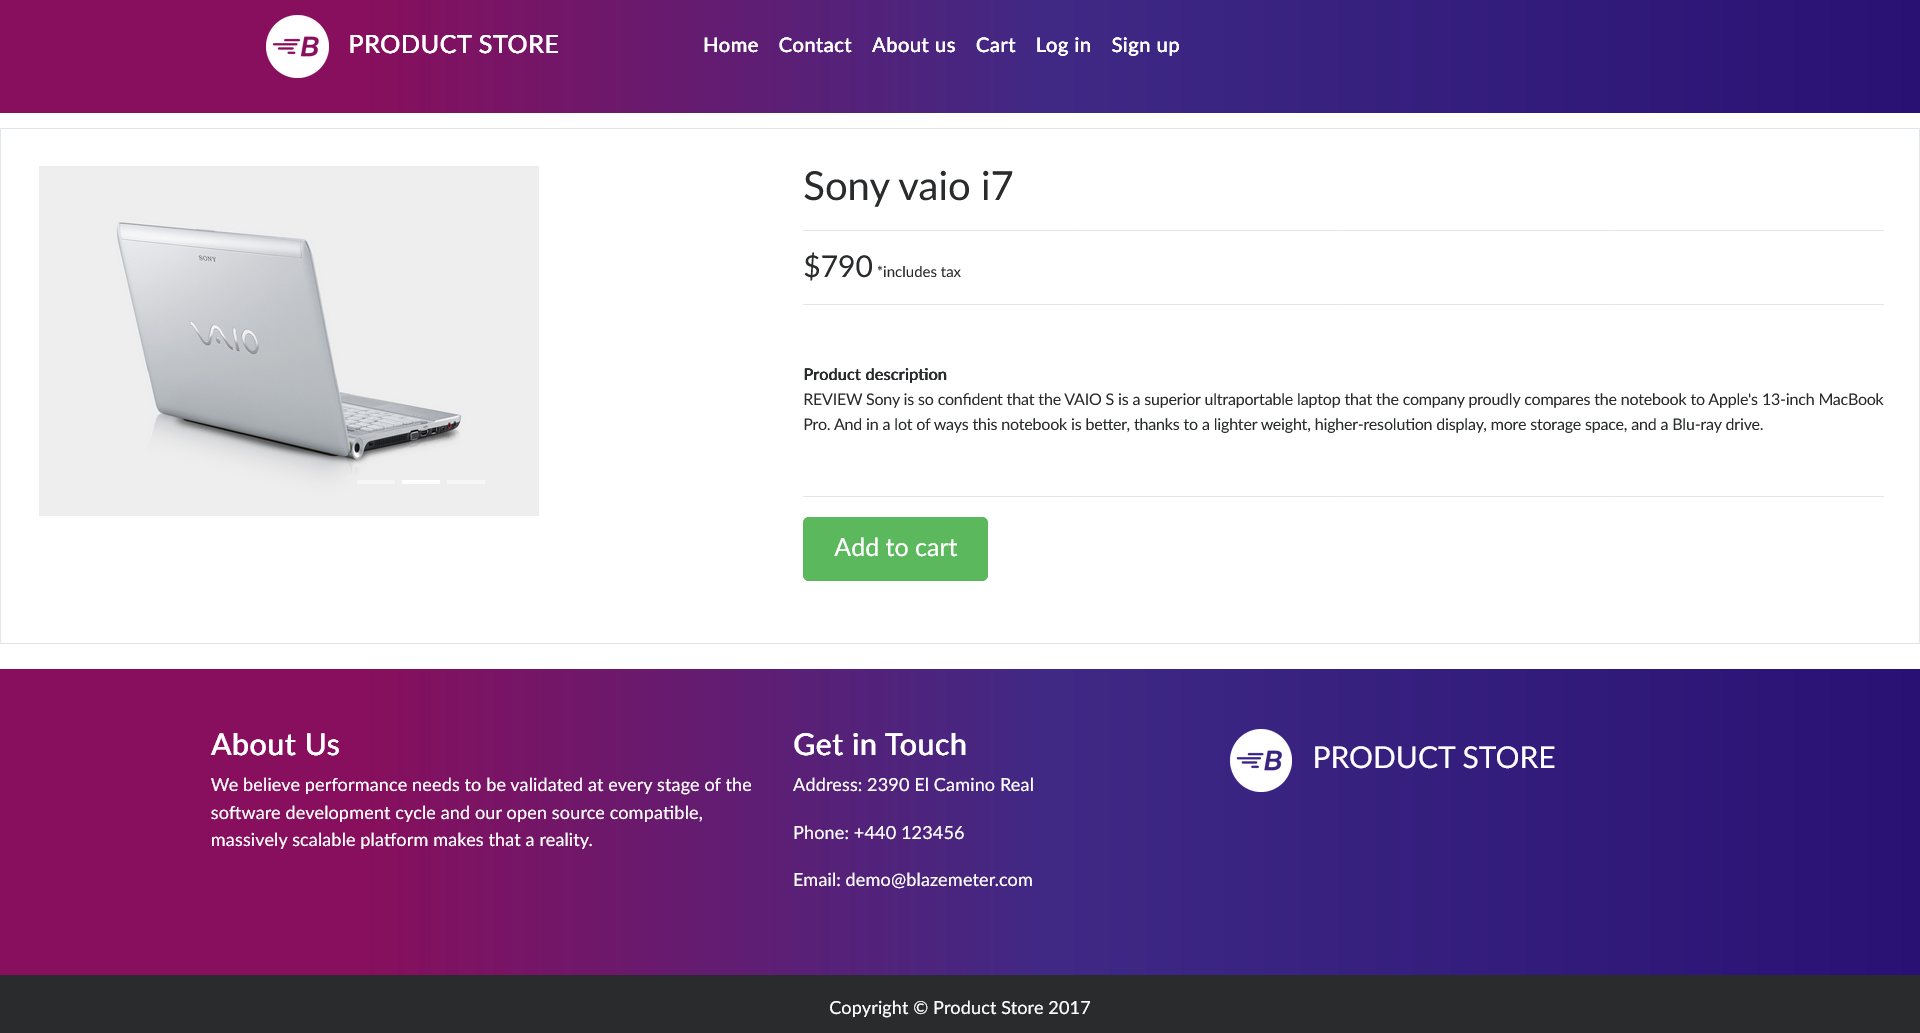 B PRODUCT STORE
Home Contact About us Cart Log in Sign up
SONY
VAIO
Sony vaio i7
$790 *includes tax
Product description
REVIEW Sony is so confident that the VAIO S is a superior ultraportable laptop that the company proudly compares the notebook to Apple's 13-inch MacBook
Pro. And in a lot of ways this notebook is better, thanks to a lighter weight, higher-resolution display, more storage space, and a Blu-ray drive.
Add to cart
About Us
We believe performance needs to be validated at every stage of the
software development cycle and our open source compatible,
massively scalable platform makes that a reality.
Get in Touch
Address: 2390 El Camino Real
Phone: +440 123456
Email: demo@blazemeter.com
B PRODUCT STORE
Copyright © Product Store 2017